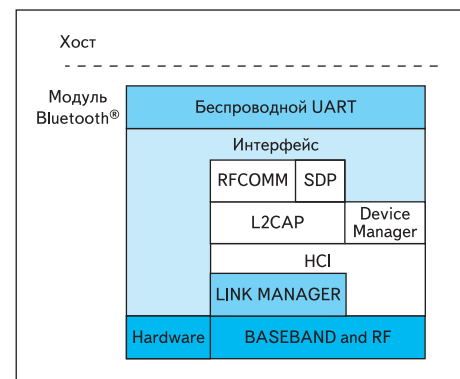 Хост
Модуль
Bluetooth®
Беспроводной UART
Интерфейс
RFCOMM SDP
L2CAP
Device
Manager
HCI
LINK MANAGER
Hardware BASEBAND and RF